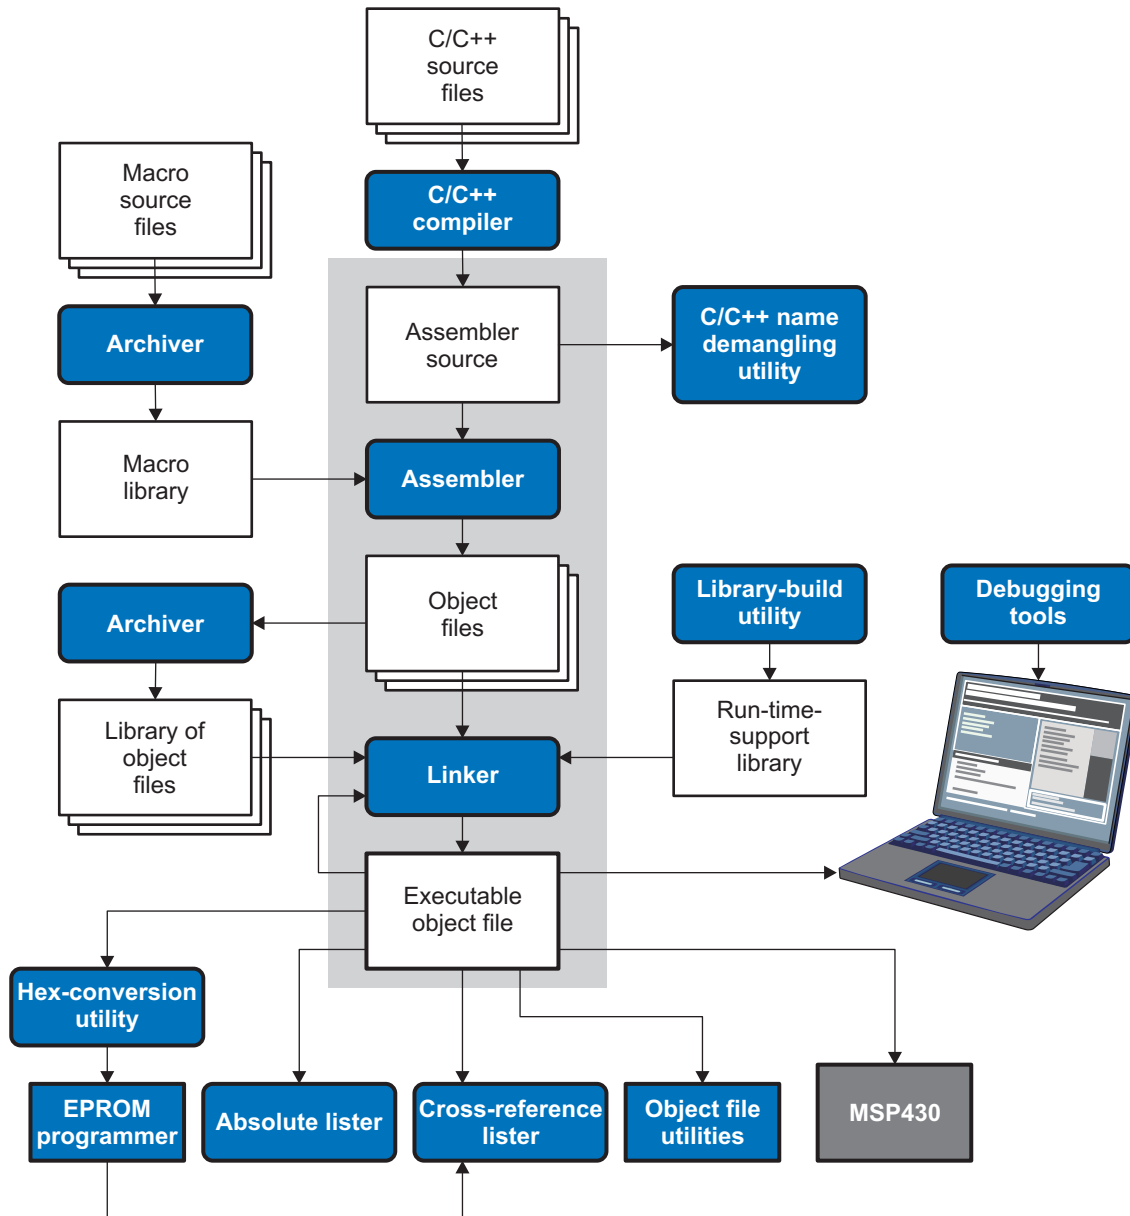 C/C++
source
files
Macro
source
files
C/C++
compiler
Archiver
Assembler
source
C/C++ name
demangling
utility
Macro
library
Assembler
Archiver
Object
files
Library-build
utility
Debugging
tools
Library of
object
files
Linker
Run-time-
support
library
Executable
object file
Hex-conversion
utility
EPROM
programmer
Absolute lister
Cross-reference
lister
Object file
utilities
MSP430